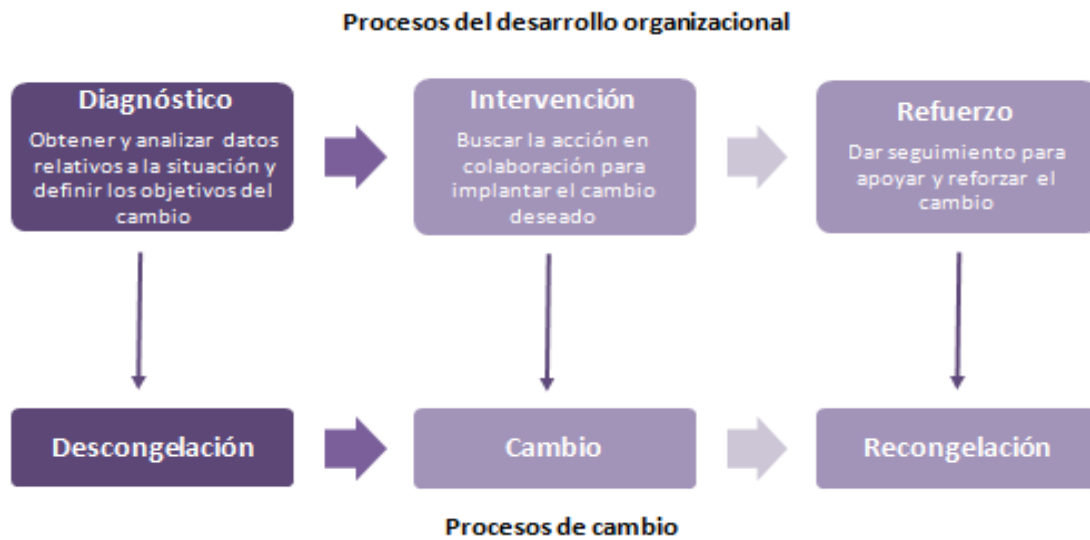 Procesos del desarrollo organizacional
Diagnóstico
Obtener y analizar datos
relativos a la situación y
definir los objetivos del
cambio
Intervención
Buscar la acción en
colaboración para
implantar el cambio
deseado
Refuerzo
Dar seguimiento para
apoyar y reforzar el
cambio
Descongelación
Cambio
Recongelación
Procesos de cambio